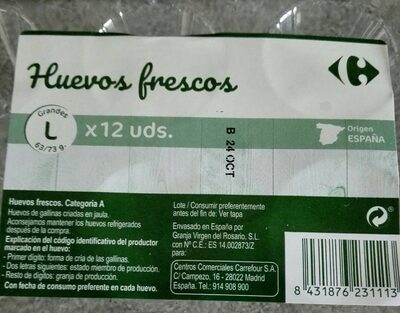 Huevos frescos
Grandes
L
63/73 g.
x 12 uds.
B 24 OCT
Origen
ESPAÑA
Huevos frescos. Categoría A
Huevos de gallinas criadas en jaula.
Aconsejamos mantener los huevos refrigerados
después de la compra.
Explicación del código identificativo del productor
marcado en el huevo:
- Primer dígito: forma de cría de las gallinas.
- Dos letras siguientes: estado miembro de producción.
- Resto de dígitos: granja de producción.
Con fecha de consumo preferente en cada huevo.
Lote / Consumir preferentemente
antes del fin de: Ver tapa
Envasado en España por:
Granja Virgen del Rosario, S.L.
con Nº C.E.: ES 14,002873/Z
para:
Centros Comerciales Carrefour S.A.
C/ Campezo, 16 - 28022 Madrid
España. Tel.: 914 908 900
8 431876 231113